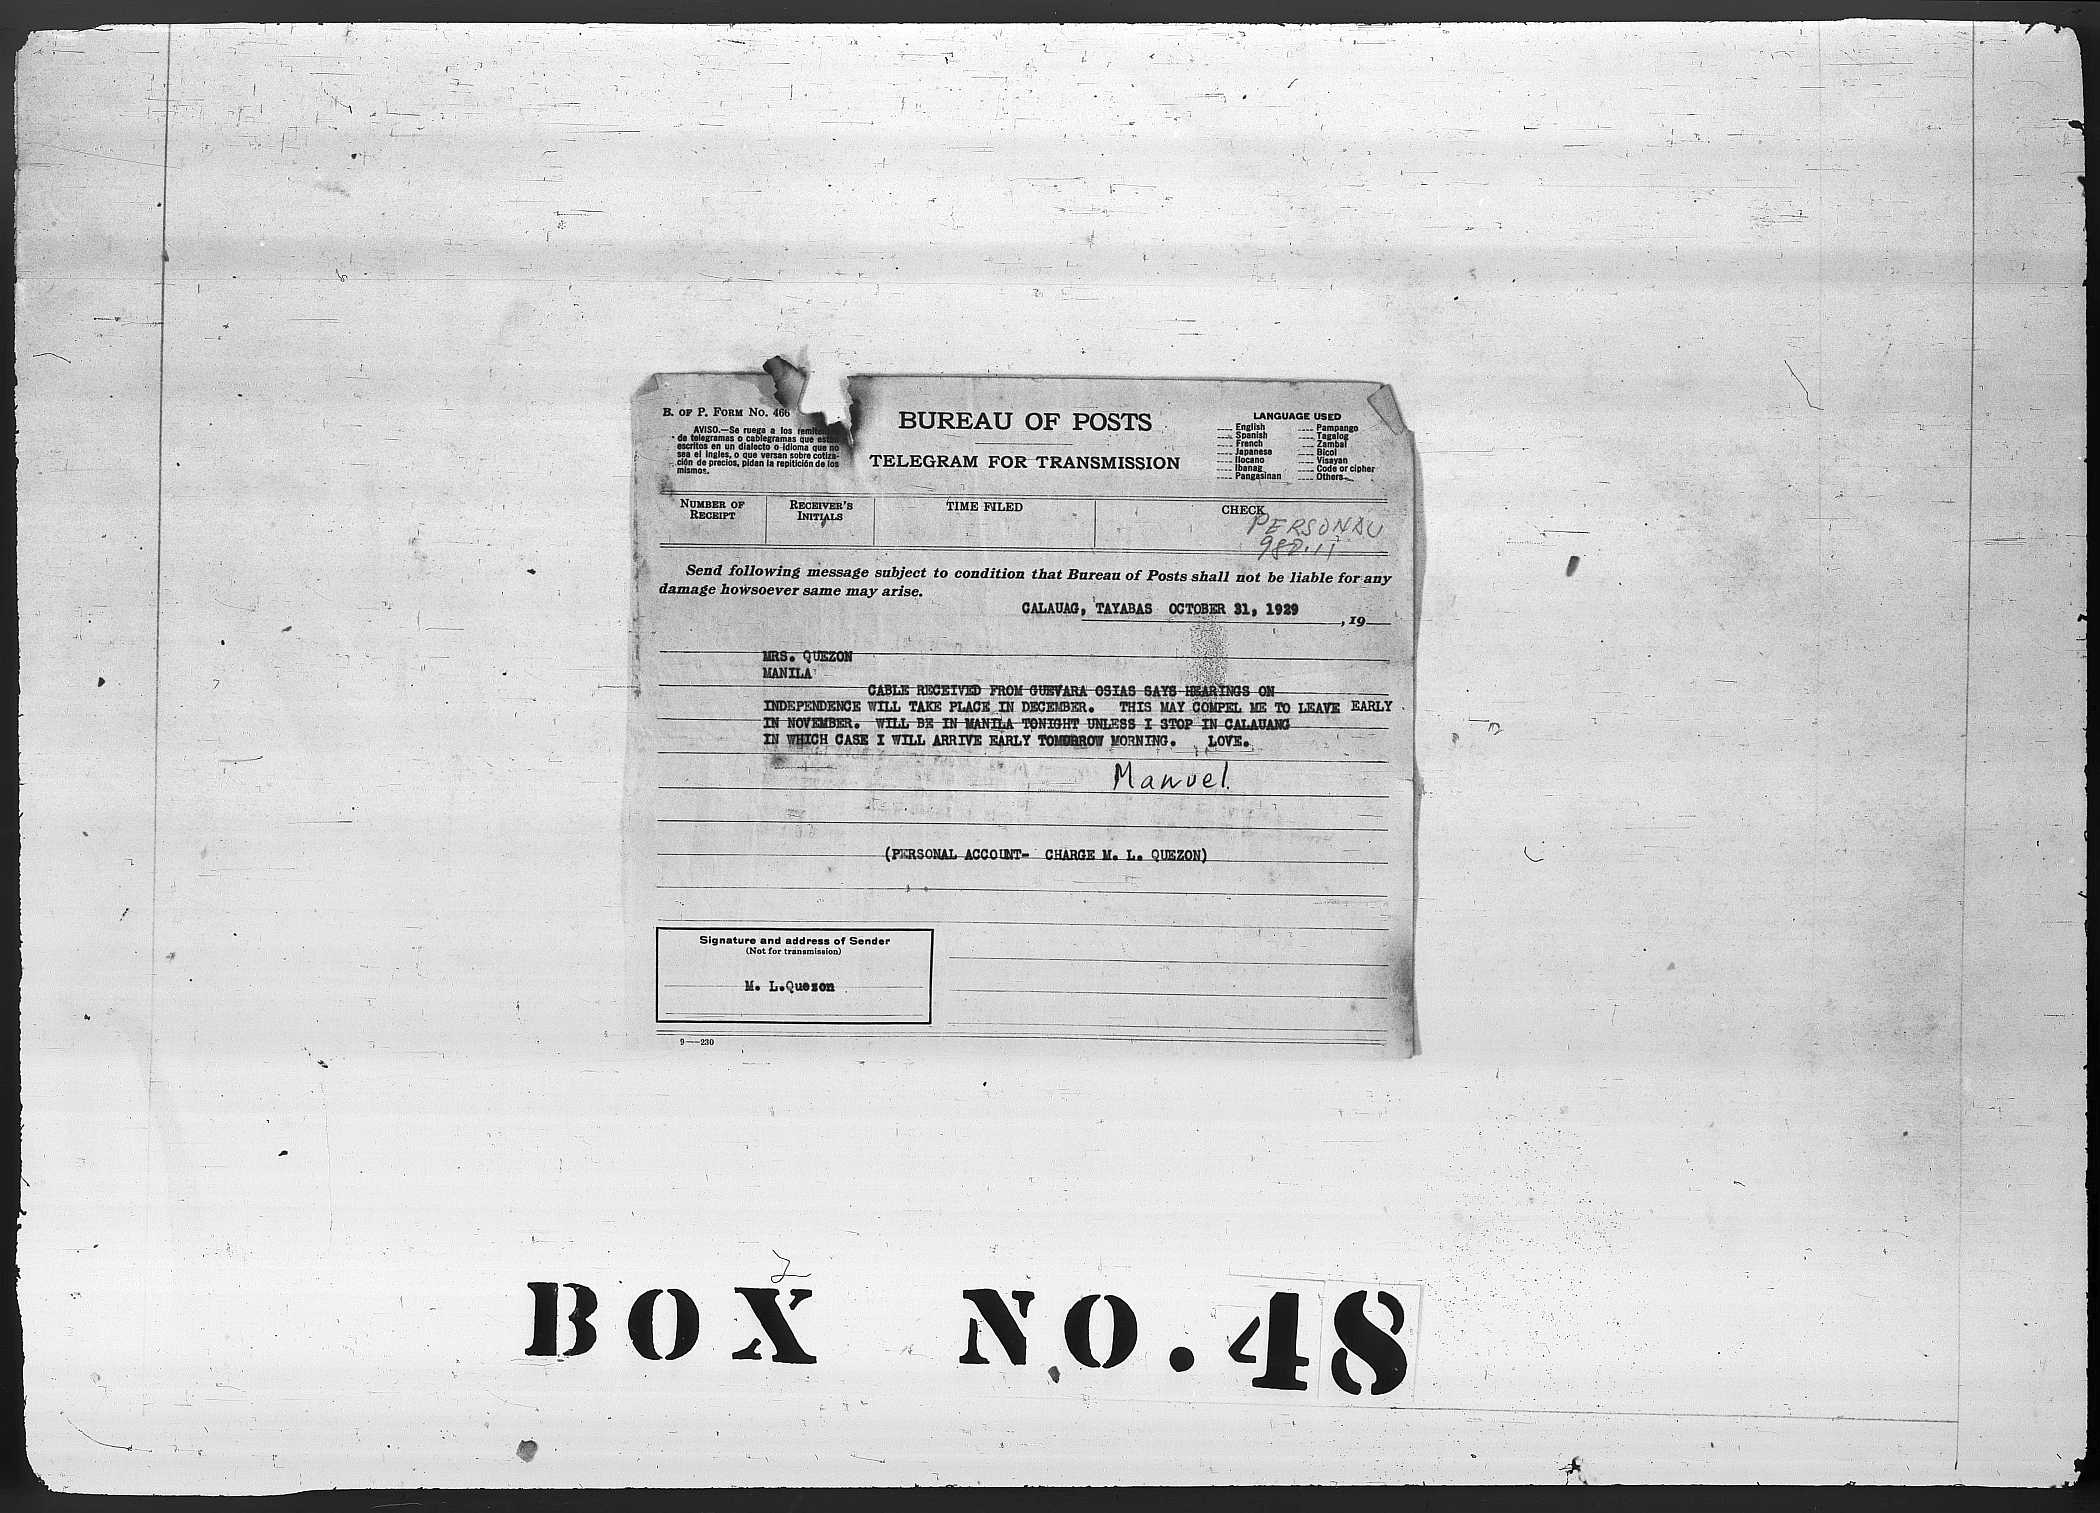 B. OF P. FORM NO. 466
AVISO.—Se ruega a los
de telegramas o cablegramas que
escritos en un dialecto o idioma que no
sea el ingles, o que versan sobre cotiza-
ción de precios, pidan la repitición de los
mismos.
BUREAU OF POSTS
TELEGRAM FOR TRANSMISSION
LANGUAGE USED
English Pampango
Spanish Tagalog
French Zambal
Japanese Bicol
Ilocano Visayan
Ibanag Code or cipher
Pangasinan Others
NUMBER OF RECEIPT
RECEIVER'S INITIALS
TIME FILED
CHECK
PERSONAL
Send following message subject to condition that Bureau of Posts shall not be liable for any
damage howsoever same may arise.
CALAUAG, TAYABAS OCTOBER 31, 1929
, 19
MRS. QUEZON
MANILA
CABLE RECEIVED FROM GUEVARA OSIAS SAYS HEARINGS ON
INDEPENDENCE WILL TAKE PLACE IN DECEMBER. THIS MAY COMPEL ME TO LEAVE EARLY
IN NOVEMBER. WILL BE IN MANILA TONIGHT UNLESS I STOP IN CALAUANG
IN WHICH CASE I WILL ARRIVE EARLY TOMORROW MORNING. LOVE.
Manuel.
(PERSONAL ACCOUNT- CHARGE M. L. QUEZON)
Signature and address of Sender
(Not for transmission)
M. L.Quezon
9—230
BOX NO. 48